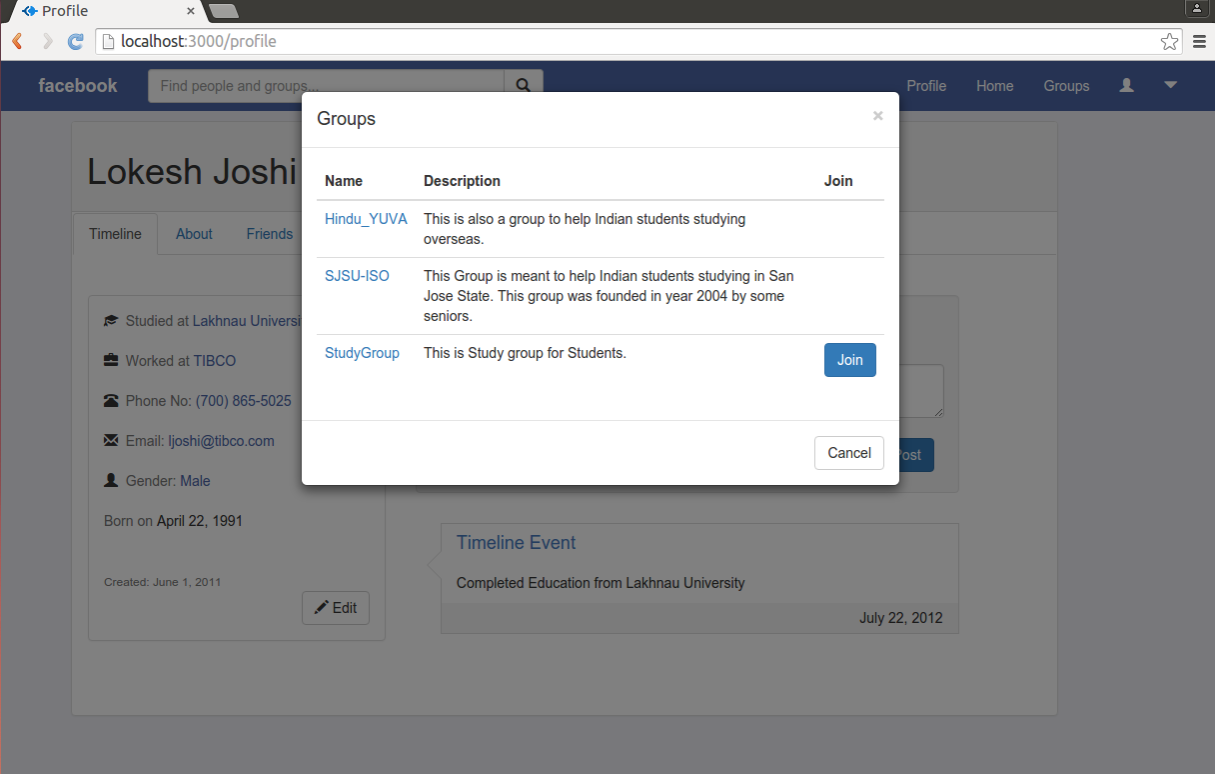 Profile
localhost:3000/profile
facebook
Find people and groups...
Profile
Home
Groups
Lokesh Joshi
Timeline
About
Friends
Studied at Lakhnau Universi
Worked at TIBCO
Phone No: (700) 865-5025
Email: ljoshi@tibco.com
Gender: Male
Born on April 22, 1991
Created: June 1, 2011
Edit
Groups
×
Name Description Join
Hindu_YUVA This is also a group to help Indian students studying
overseas.
SJSU-ISO This Group is meant to help Indian students studying in San
Jose State. This group was founded in year 2004 by some
seniors.
StudyGroup This is Study group for Students. Join
Cancel
Post
Timeline Event
Completed Education from Lakhnau University
July 22, 2012